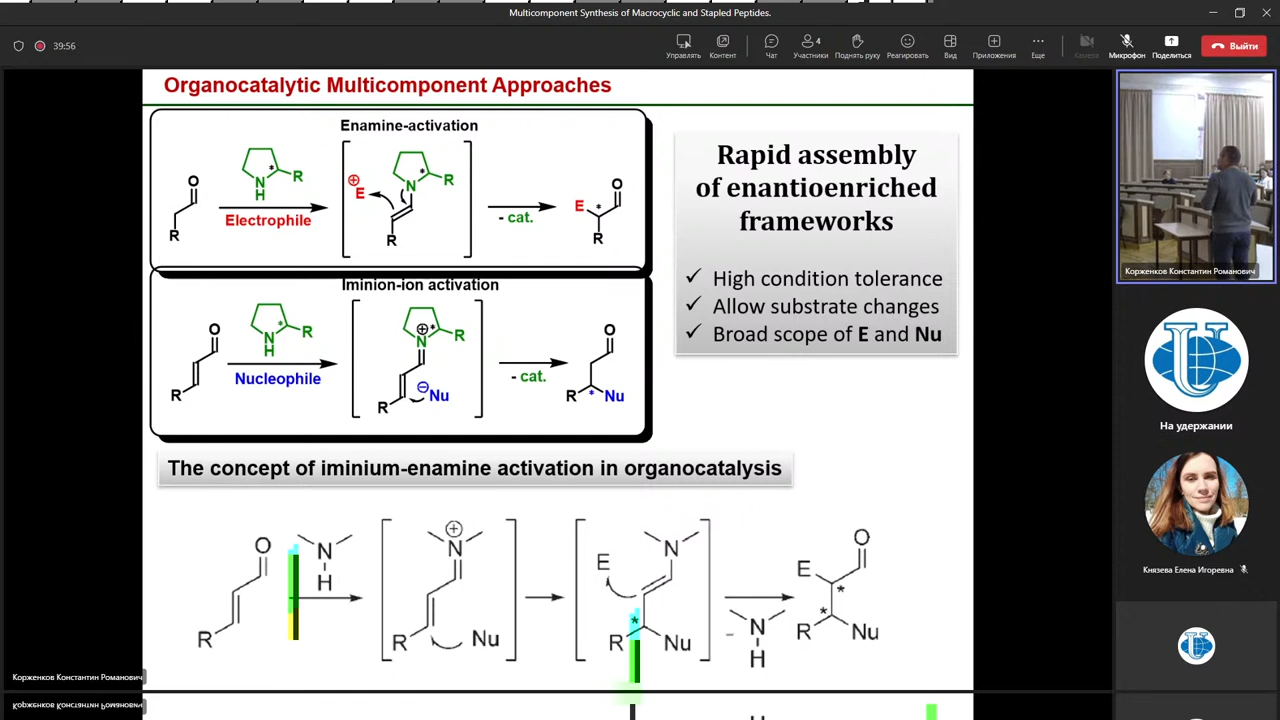 Multicomponent Synthesis of Macrocyclic and Stapled Peptides.
39:56
Управлять
Контент
Чат
4
Участники
Поднять руку
Реагировать
Вид
Приложения
Еще
Камера
Микрофон
Поделиться
Выйти
Organocatalytic Multicomponent Approaches
Enamine-activation
O
R
N
H
*
R
Electrophile
⊕
E
N
*
R
R
- cat.
E
*
O
R
Iminion-ion activation
O
R
N
H
*
R
Nucleophile
⊕
*
N
R
R
⊖
Nu
- cat.
O
R
*
Nu
Rapid assembly
of enantioenriched
frameworks
✓ High condition tolerance
✓ Allow substrate changes
✓ Broad scope of E and Nu
The concept of iminium-enamine activation in organocatalysis
O
R
N
H
⊕
N
R
Nu
E
N
*
R
Nu
–
N
H
E
O
*
*
R
Nu
Корженков Константин Романович
На удержании
Князева Елена Игоревна
Корженков Константин Романович
Корженков Константин Романович